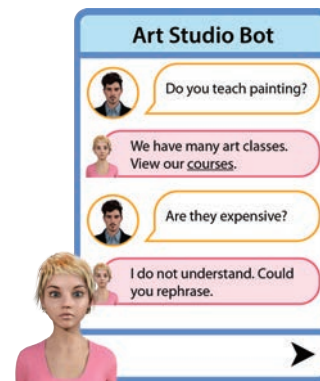 Art Studio Bot
Do you teach painting?
We have many art classes.
View our courses.
Are they expensive?
I do not understand. Could
you rephrase.